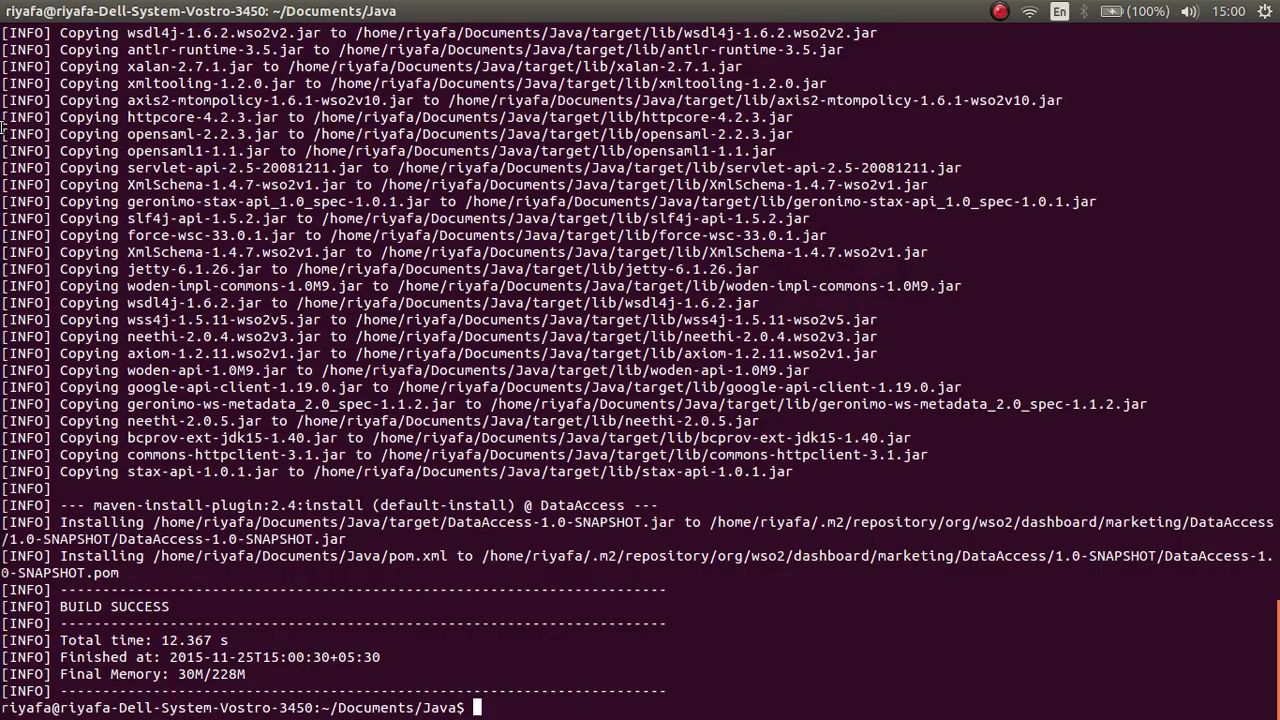 riyafa@riyafa-Dell-System-Vostro-3450: ~/Documents/Java En (100%) 15:00
[INFO] Copying wsdl4j-1.6.2.wso2v2.jar to /home/riyafa/Documents/Java/target/lib/wsdl4j-1.6.2.wso2v2.jar
[INFO] Copying antlr-runtime-3.5.jar to /home/riyafa/Documents/Java/target/lib/antlr-runtime-3.5.jar
[INFO] Copying xalan-2.7.1.jar to /home/riyafa/Documents/Java/target/lib/xalan-2.7.1.jar
[INFO] Copying xmltooling-1.2.0.jar to /home/riyafa/Documents/Java/target/lib/xmltooling-1.2.0.jar
[INFO] Copying axis2-mtompolicy-1.6.1-wso2v10.jar to /home/riyafa/Documents/Java/target/lib/axis2-mtompolicy-1.6.1-wso2v10.jar
[INFO] Copying httpcore-4.2.3.jar to /home/riyafa/Documents/Java/target/lib/httpcore-4.2.3.jar
[INFO] Copying opensaml-2.2.3.jar to /home/riyafa/Documents/Java/target/lib/opensaml-2.2.3.jar
[INFO] Copying opensaml1-1.1.jar to /home/riyafa/Documents/Java/target/lib/opensaml1-1.1.jar
[INFO] Copying servlet-api-2.5-20081211.jar to /home/riyafa/Documents/Java/target/lib/servlet-api-2.5-20081211.jar
[INFO] Copying XmlSchema-1.4.7-wso2v1.jar to /home/riyafa/Documents/Java/target/lib/XmlSchema-1.4.7-wso2v1.jar
[INFO] Copying geronimo-stax-api_1.0_spec-1.0.1.jar to /home/riyafa/Documents/Java/target/lib/geronimo-stax-api_1.0_spec-1.0.1.jar
[INFO] Copying slf4j-api-1.5.2.jar to /home/riyafa/Documents/Java/target/lib/slf4j-api-1.5.2.jar
[INFO] Copying force-wsc-33.0.1.jar to /home/riyafa/Documents/Java/target/lib/force-wsc-33.0.1.jar
[INFO] Copying XmlSchema-1.4.7.wso2v1.jar to /home/riyafa/Documents/Java/target/lib/XmlSchema-1.4.7.wso2v1.jar
[INFO] Copying jetty-6.1.26.jar to /home/riyafa/Documents/Java/target/lib/jetty-6.1.26.jar
[INFO] Copying woden-impl-commons-1.0M9.jar to /home/riyafa/Documents/Java/target/lib/woden-impl-commons-1.0M9.jar
[INFO] Copying wsdl4j-1.6.2.jar to /home/riyafa/Documents/Java/target/lib/wsdl4j-1.6.2.jar
[INFO] Copying wss4j-1.5.11-wso2v5.jar to /home/riyafa/Documents/Java/target/lib/wss4j-1.5.11-wso2v5.jar
[INFO] Copying neethi-2.0.4.wso2v3.jar to /home/riyafa/Documents/Java/target/lib/neethi-2.0.4.wso2v3.jar
[INFO] Copying axiom-1.2.11.wso2v1.jar to /home/riyafa/Documents/Java/target/lib/axiom-1.2.11.wso2v1.jar
[INFO] Copying woden-api-1.0M9.jar to /home/riyafa/Documents/Java/target/lib/woden-api-1.0M9.jar
[INFO] Copying google-api-client-1.19.0.jar to /home/riyafa/Documents/Java/target/lib/google-api-client-1.19.0.jar
[INFO] Copying geronimo-ws-metadata_2.0_spec-1.1.2.jar to /home/riyafa/Documents/Java/target/lib/geronimo-ws-metadata_2.0_spec-1.1.2.jar
[INFO] Copying neethi-2.0.5.jar to /home/riyafa/Documents/Java/target/lib/neethi-2.0.5.jar
[INFO] Copying bcprov-ext-jdk15-1.40.jar to /home/riyafa/Documents/Java/target/lib/bcprov-ext-jdk15-1.40.jar
[INFO] Copying commons-httpclient-3.1.jar to /home/riyafa/Documents/Java/target/lib/commons-httpclient-3.1.jar
[INFO] Copying stax-api-1.0.1.jar to /home/riyafa/Documents/Java/target/lib/stax-api-1.0.1.jar
[INFO]
[INFO] --- maven-install-plugin:2.4:install (default-install) @ DataAccess ---
[INFO] Installing /home/riyafa/Documents/Java/target/DataAccess-1.0-SNAPSHOT.jar to /home/riyafa/.m2/repository/org/wso2/dashboard/marketing/DataAccess
/1.0-SNAPSHOT/DataAccess-1.0-SNAPSHOT.jar
[INFO] Installing /home/riyafa/Documents/Java/pom.xml to /home/riyafa/.m2/repository/org/wso2/dashboard/marketing/DataAccess/1.0-SNAPSHOT/DataAccess-1.
0-SNAPSHOT.pom
[INFO] ------------------------------------------------------------------------
[INFO] BUILD SUCCESS
[INFO] ------------------------------------------------------------------------
[INFO] Total time: 12.367 s
[INFO] Finished at: 2015-11-25T15:00:30+05:30
[INFO] Final Memory: 30M/228M
[INFO] ------------------------------------------------------------------------
riyafa@riyafa-Dell-System-Vostro-3450:~/Documents/Java$